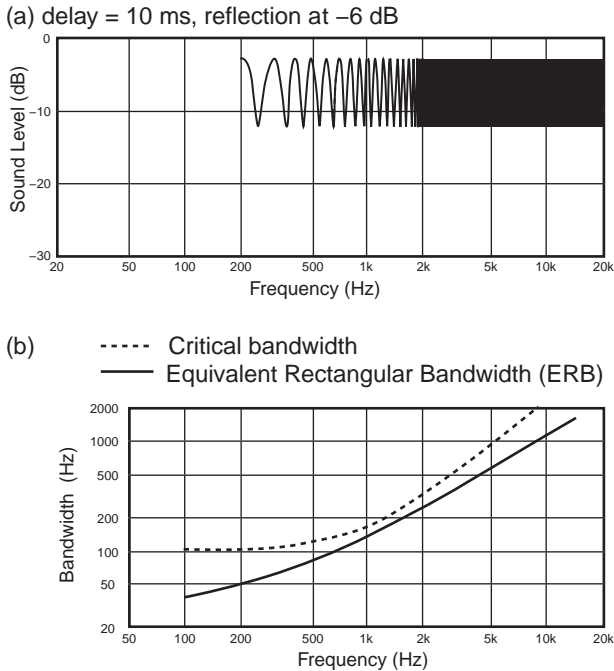 (a) delay = 10 ms, reflection at −6 dB
0
−10
−20
−30
Sound Level (dB)
20 50 100 200 500 1k 2k 5k 10k 20k
Frequency (Hz)
(b)
Critical bandwidth
Equivalent Rectangular Bandwidth (ERB)
2000
1000
500
200
100
50
20
Bandwidth (Hz)
50 100 200 500 1k 2k 5k 10k 20k
Frequency (Hz)